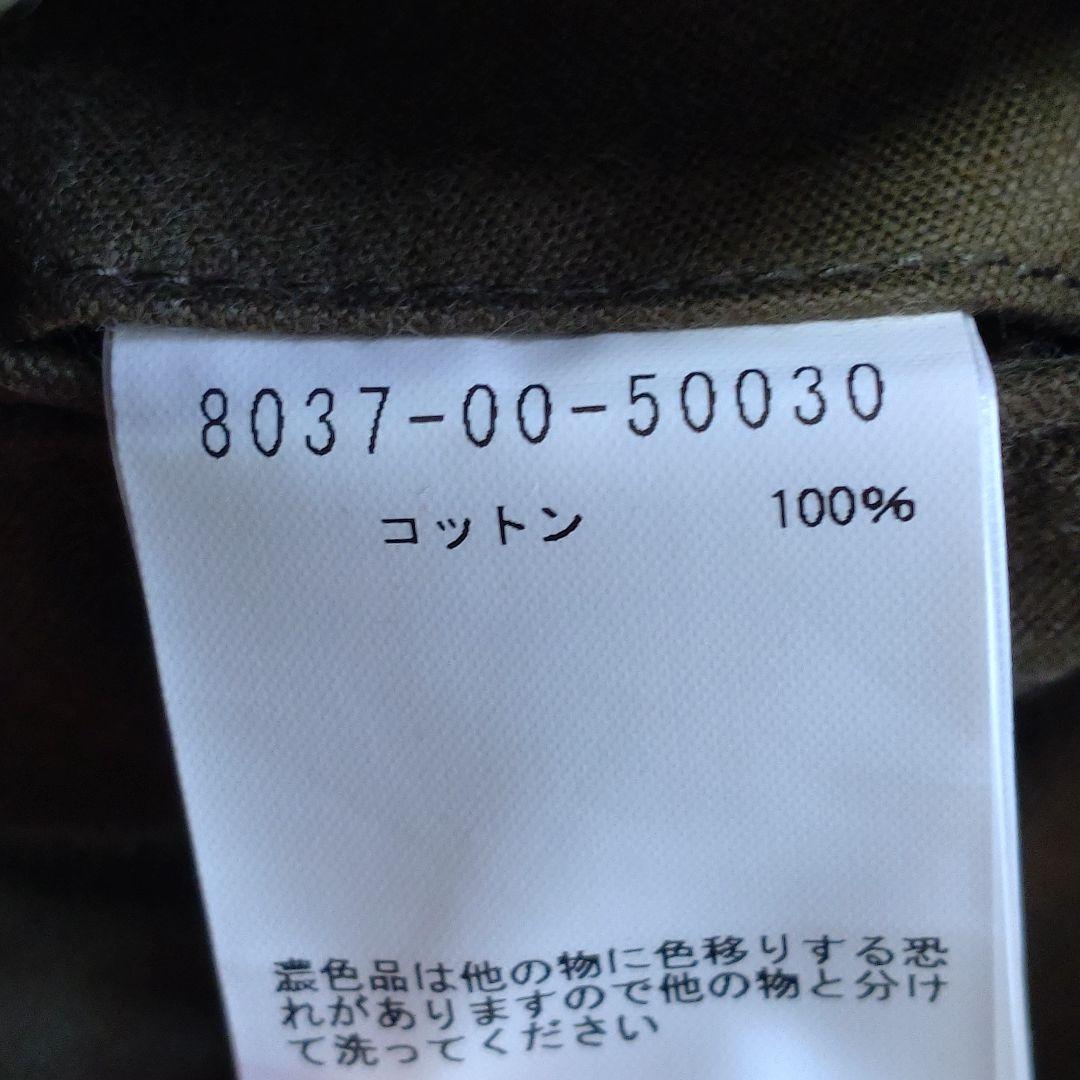 8037-00-50030
コットン 100%
濃色品は他の物に色移りする恐
れがありますので他の物と分け
て洗ってください